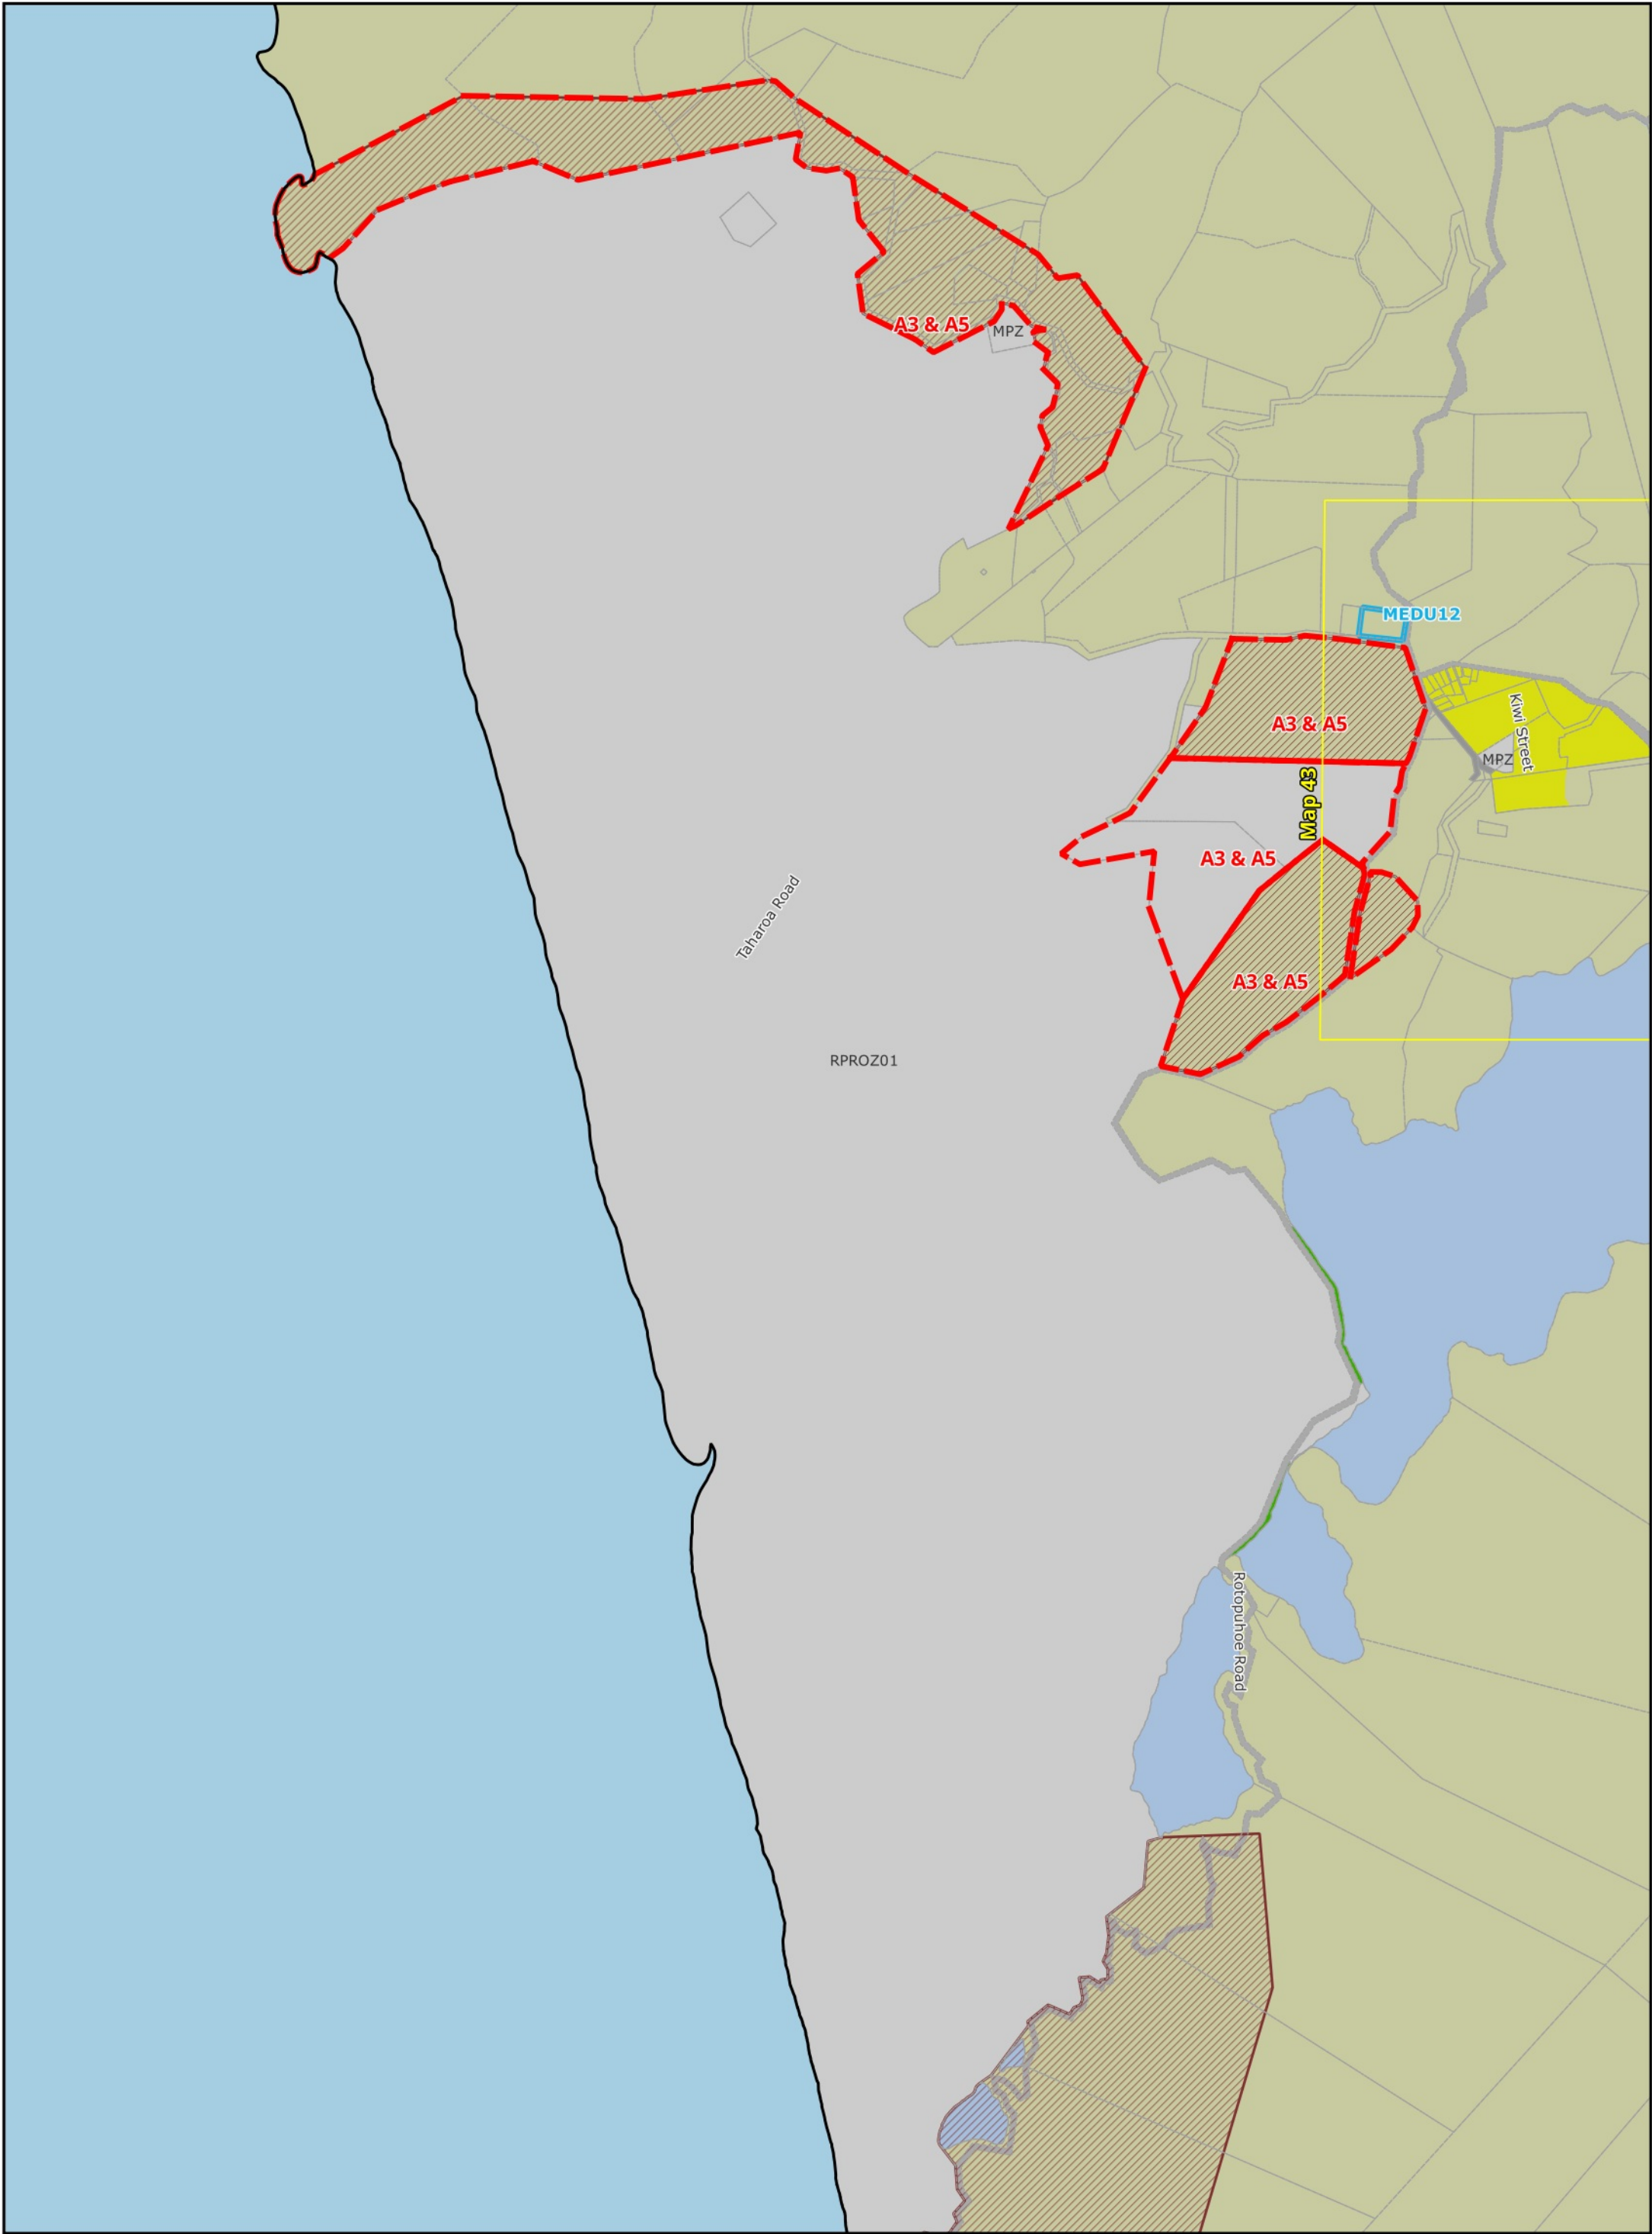 A3 & A5
MPZ
MEDU12
A3 & A5
Kiwi Street
MPZ
Map 43
A3 & A5
Taharoa Road
A3 & A5
RPROZ01
Rotopuhoe Road